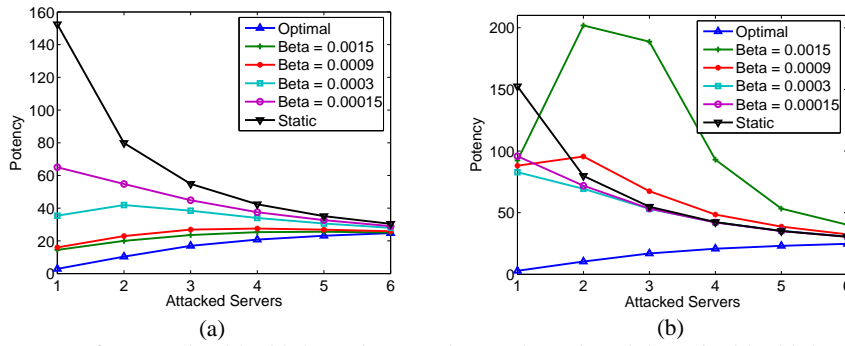 160
140
120
100
80
60
40
20
0
Potency
1 2 3 4 5 6
Attacked Servers
Optimal
Beta = 0.0015
Beta = 0.0009
Beta = 0.0003
Beta = 0.00015
Static
(a)
200
150
100
50
0
Potency
1 2 3 4 5 6
Attacked Servers
Optimal
Beta = 0.0015
Beta = 0.0009
Beta = 0.0003
Beta = 0.00015
Static
(b)